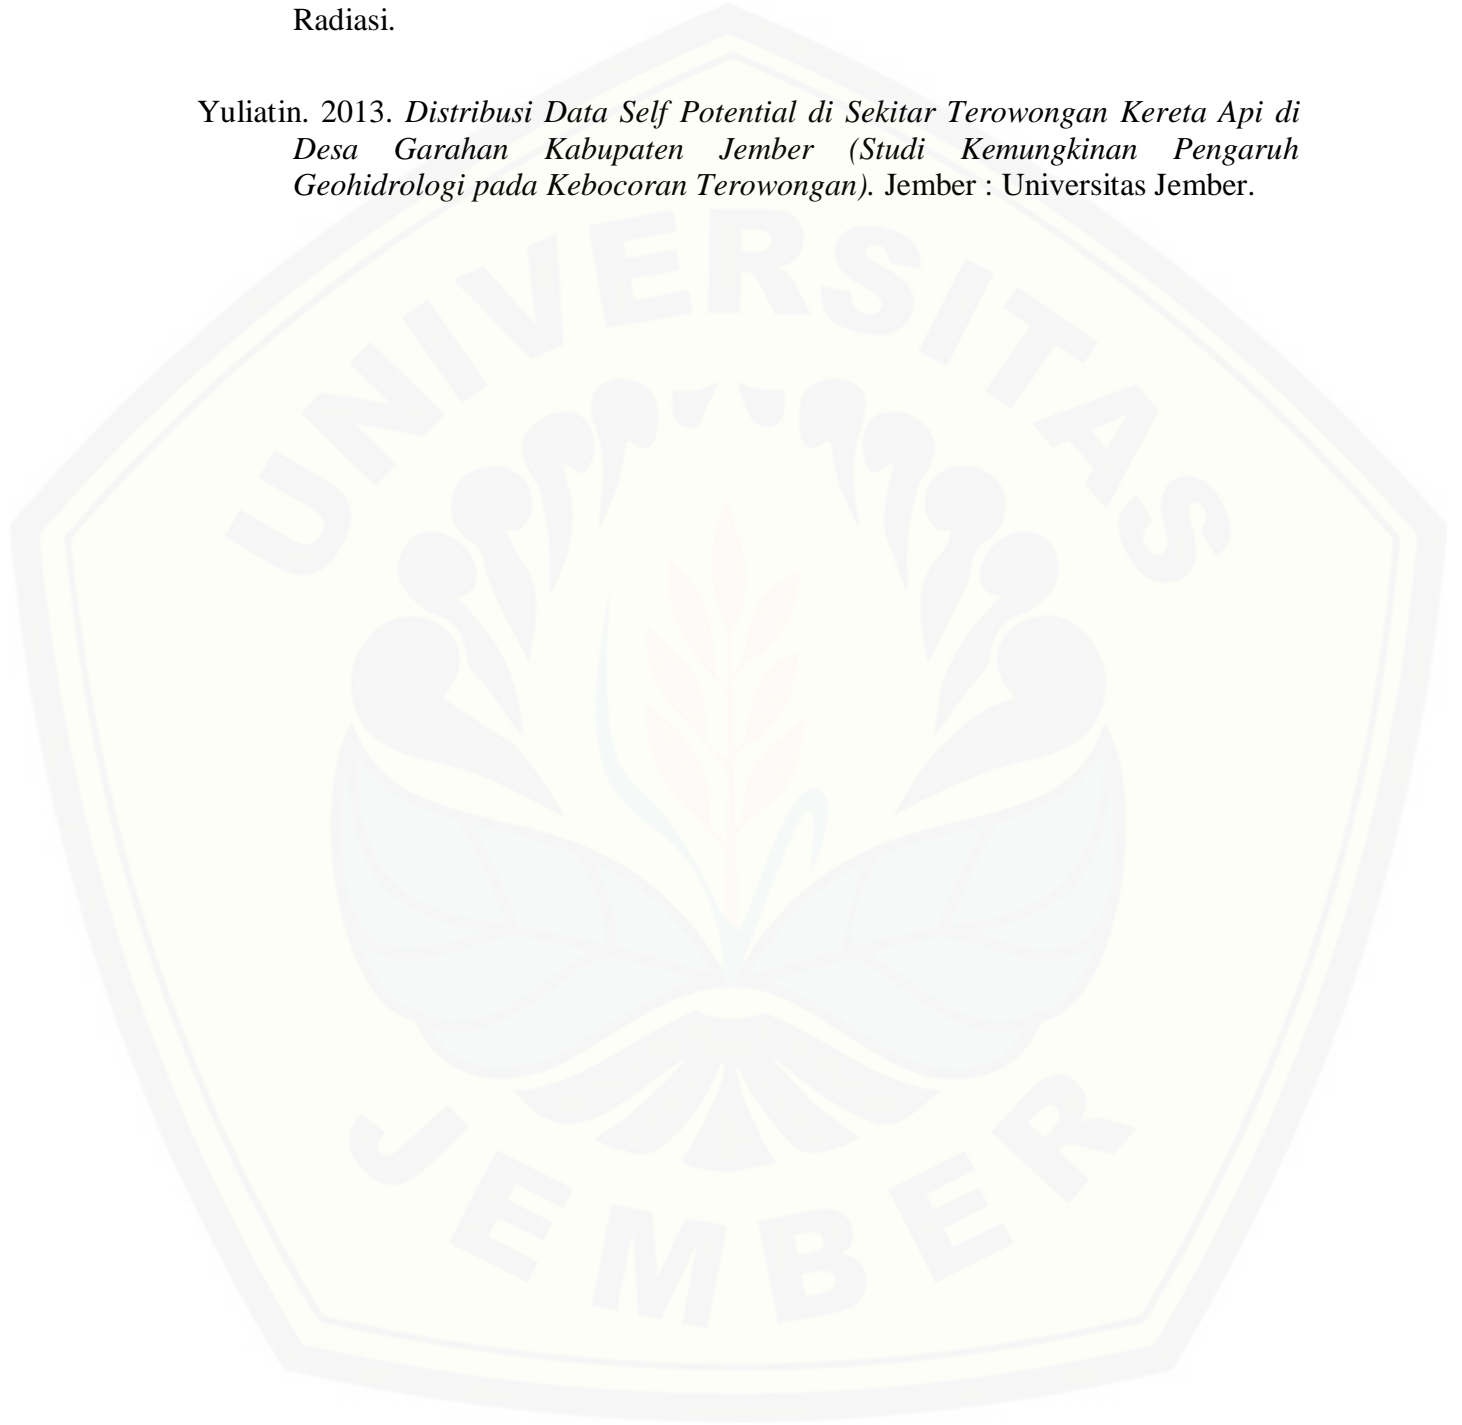 Radiasi.
Yuliatin. 2013. Distribusi Data Self Potential di Sekitar Terowongan Kereta Api di
Desa Garahan Kabupaten Jember (Studi Kemungkinan Pengaruh
Geohidrologi pada Kebocoran Terowongan). Jember : Universitas Jember.
UNIVERSITAS
JEMBER